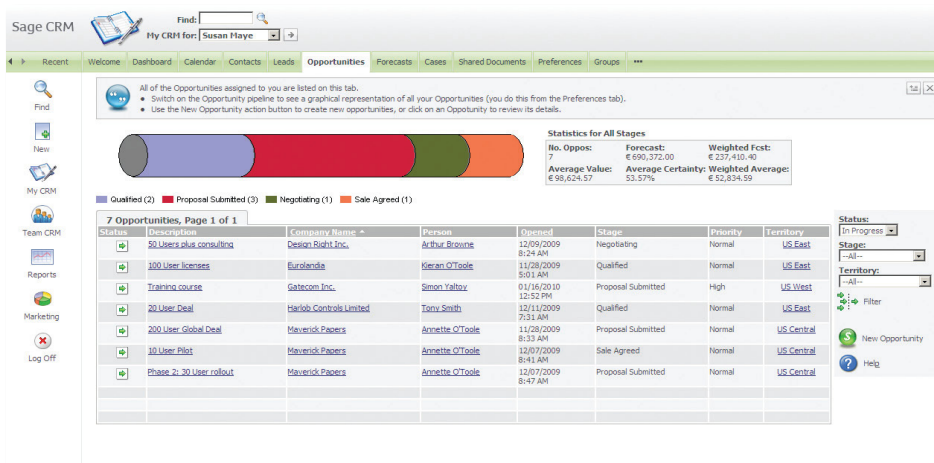 Sage CRM
Find:
My CRM for: Susan Maye
Recent Welcome Dashboard Calendar Contacts Leads Opportunities Forecasts Cases Shared Documents Preferences Groups •••
Find
New
My CRM
Team CRM
Reports
Marketing
Log Off
All of the Opportunities assigned to you are listed on this tab.
• Switch on the Opportunity pipeline to see a graphical representation of all your Opportunities (you do this from the Preferences tab).
• Use the New Opportunity action button to create new opportunities, or click on an Oppotunity to review its details.
Statistics for All Stages
No. Oppos: Forecast: Weighted Fcst:
7 € 690,372.00 € 237,410.40
Average Value: Average Certainty: Weighted Average:
€ 98,624.57 53.57% € 52,834.59
Qualified (2) Proposal Submitted (3) Negotiating (1) Sale Agreed (1)
7 Opportunities, Page 1 of 1
Status Description Company Name Person Opened Stage Priority Territory
50 Users plus consulting Design Right Inc. Arthur Browne 12/09/2009 8:24 AM Negotiating Normal US East
100 User licenses Eurolandia Kieran O'Toole 11/28/2009 5:01 AM Qualified Normal US East
Training course Gatecom Inc. Simon Yaltoy 01/16/2010 12:52 PM Proposal Submitted High US West
20 User Deal Harlob Controls Limited Tony Smith 12/11/2009 7:31 AM Qualified Normal US East
200 User Global Deal Maverick Papers Annette O'Toole 11/28/2009 8:33 AM Proposal Submitted Normal US Central
10 User Pilot Maverick Papers Annette O'Toole 12/07/2009 8:41 AM Sale Agreed Normal US Central
Phase 2: 30 User rollout Maverick Papers Annette O'Toole 12/07/2009 8:47 AM Proposal Submitted Normal US Central
Status:
In Progress
Stage:
--All--
Territory:
--All--
Filter
New Opportunity
Help